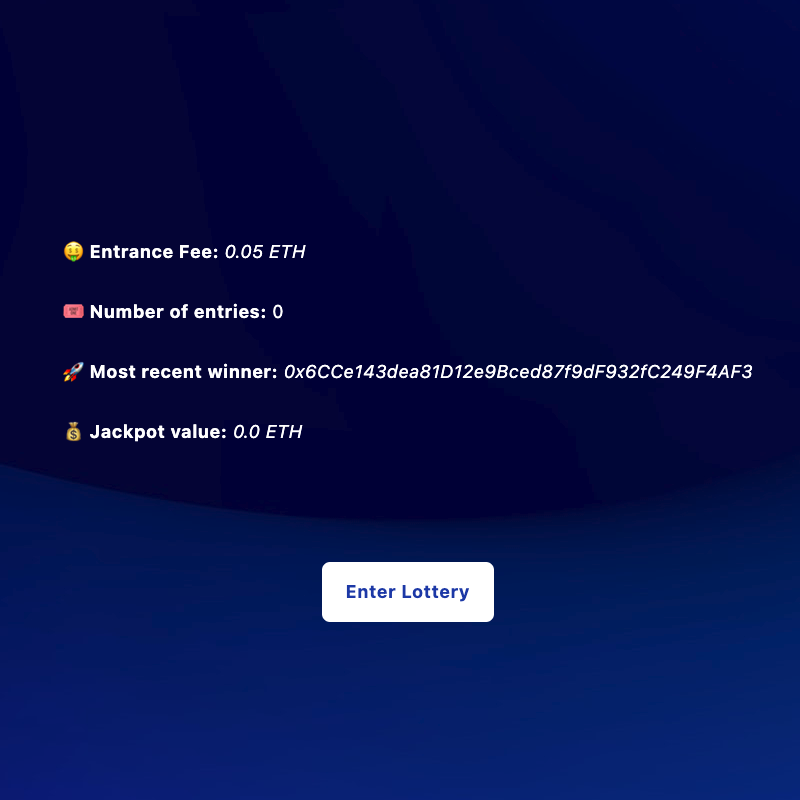 🤑 Entrance Fee: 0.05 ETH
🎟️ Number of entries: 0
🚀 Most recent winner: 0x6CCe143dea81D12e9Bced87f9dF932fC249F4AF3
💰 Jackpot value: 0.0 ETH
Enter Lottery